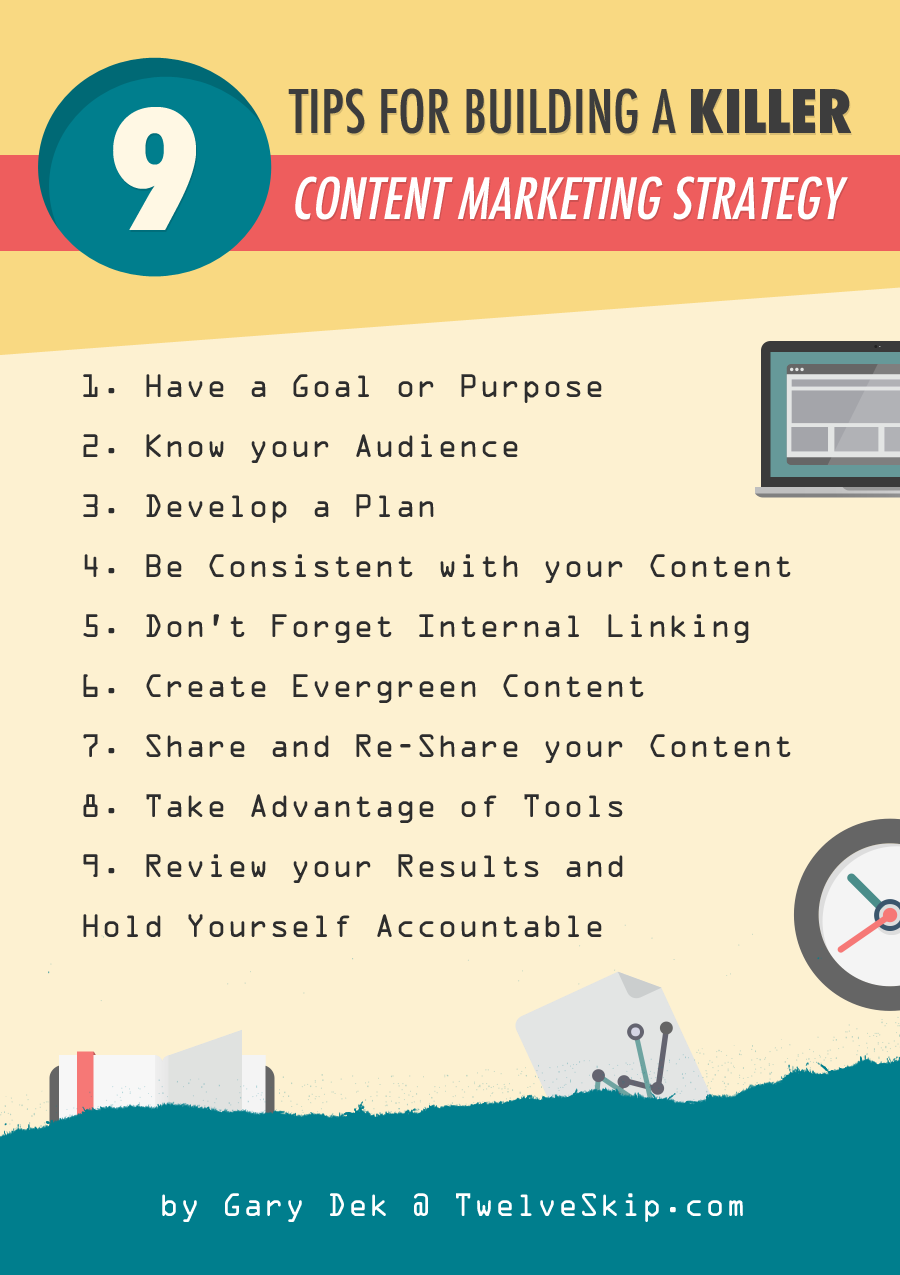 9
TIPS FOR BUILDING A KILLER
CONTENT MARKETING STRATEGY
1. Have a Goal or Purpose
2. Know your Audience
3. Develop a Plan
4. Be Consistent with your Content
5. Don't Forget Internal Linking
6. Create Evergreen Content
7. Share and Re-Share your Content
8. Take Advantage of Tools
9. Review your Results and
Hold Yourself Accountable
by Gary Dek @ TwelveSkip.com